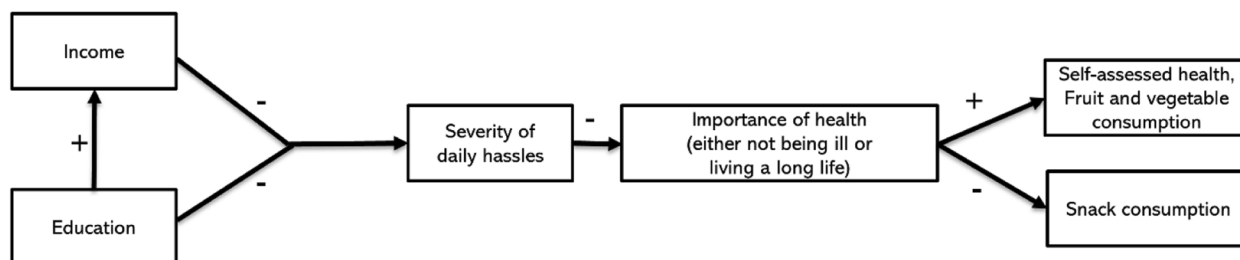 Income
-
+
Education
-
Severity of
daily hassles
-
Importance of health
(either not being ill or
living a long life)
+
Self-assessed health,
Fruit and vegetable
consumption
-
Snack consumption